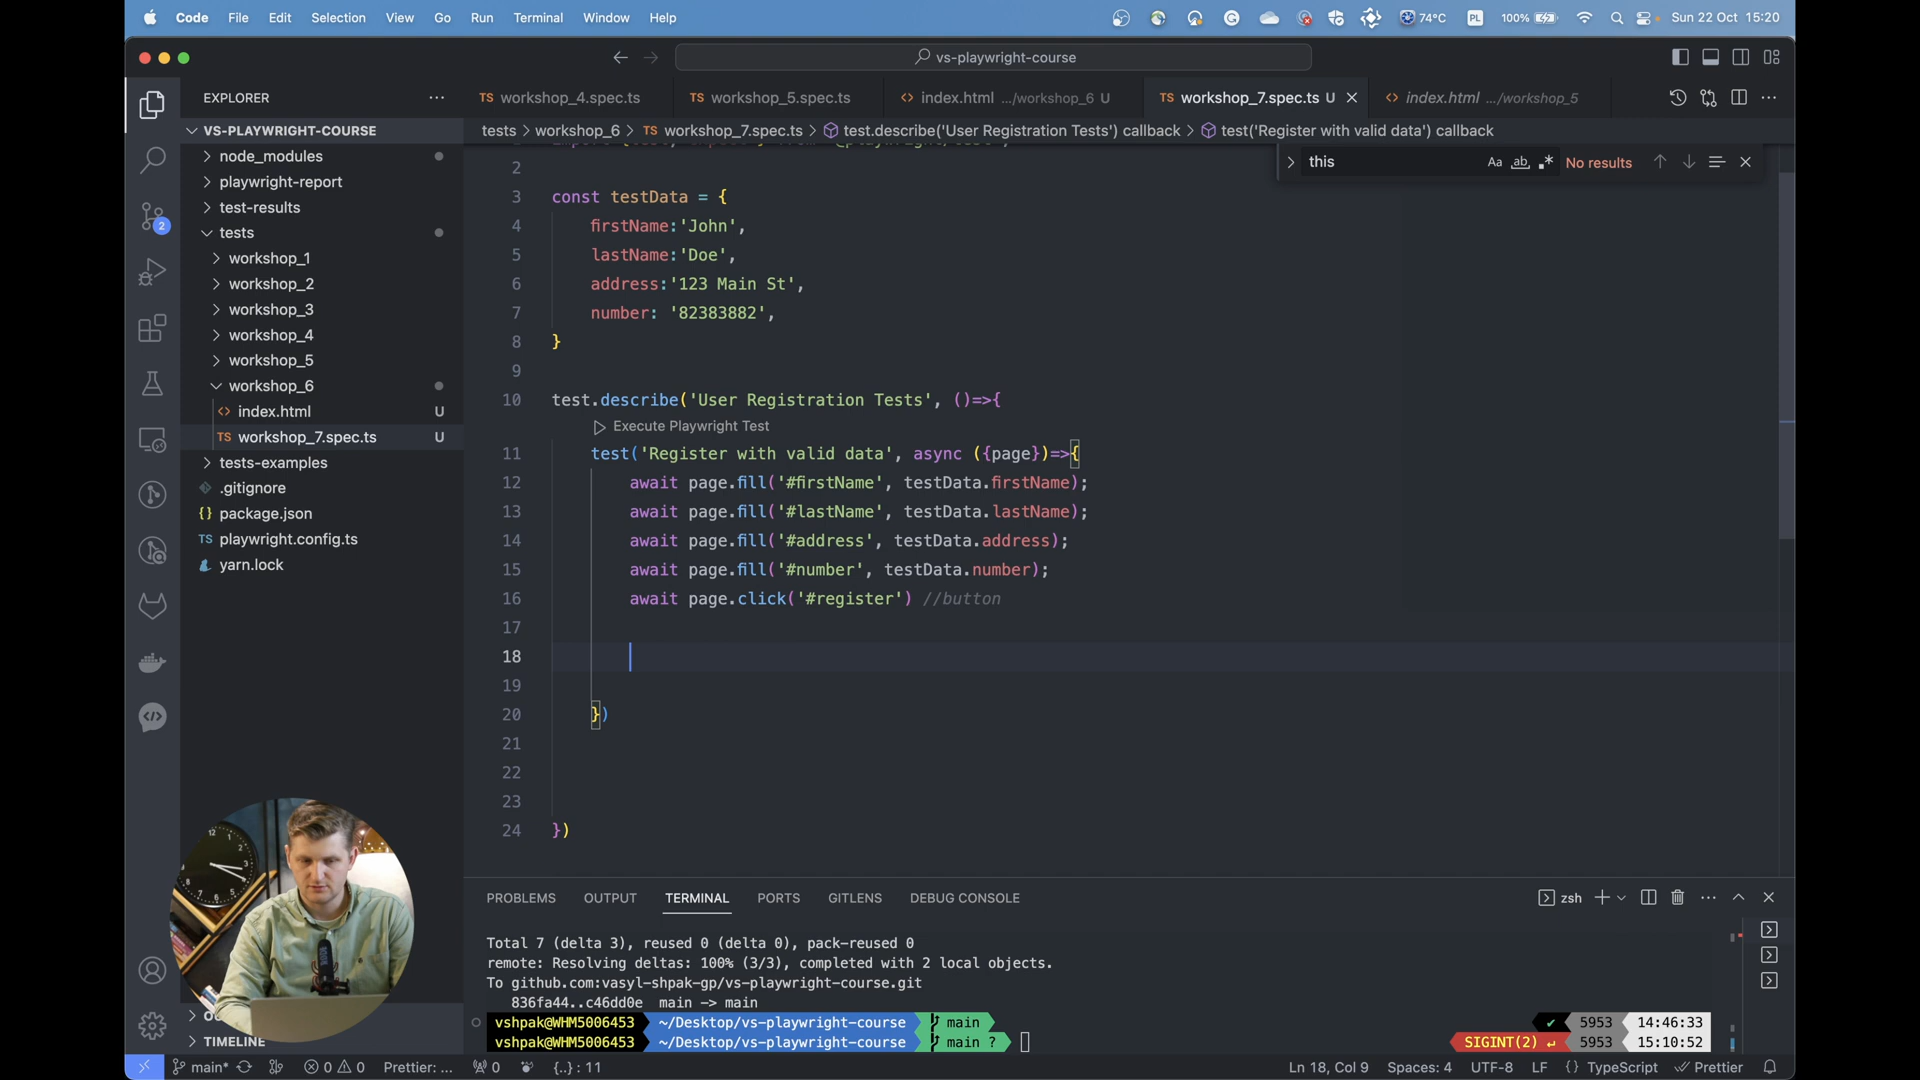 Code File Edit Selection View Go Run Terminal Window Help 74°C PL 100% Sun 22 Oct 15:20
vs-playwright-course
EXPLORER
TS workshop_4.spec.ts TS workshop_5.spec.ts <> index.html .../workshop_6 U TS workshop_7.spec.ts U <> index.html .../workshop_5
tests > workshop_6 > TS workshop_7.spec.ts > test.describe('User Registration Tests') callback > test('Register with valid data') callback
this Aa ab No results
VS-PLAYWRIGHT-COURSE
node_modules
playwright-report
test-results
tests
workshop_1
workshop_2
workshop_3
workshop_4
workshop_5
workshop_6
<> index.html U
TS workshop_7.spec.ts U
tests-examples
.gitignore
{} package.json
TS playwright.config.ts
yarn.lock
TIMELINE
2
2
3 const testData = {
4 firstName:'John',
5 lastName:'Doe',
6 address:'123 Main St',
7 number: '82383882',
8 }
9
10 test.describe('User Registration Tests', ()=>{
Execute Playwright Test
11 test('Register with valid data', async ({page})=>{
12 await page.fill('#firstName', testData.firstName);
13 await page.fill('#lastName', testData.lastName);
14 await page.fill('#address', testData.address);
15 await page.fill('#number', testData.number);
16 await page.click('#register') //button
17
18
19
20 })
21
22
23
24 })
PROBLEMS OUTPUT TERMINAL PORTS GITLENS DEBUG CONSOLE zsh
Total 7 (delta 3), reused 0 (delta 0), pack-reused 0
remote: Resolving deltas: 100% (3/3), completed with 2 local objects.
To github.com:vasyl-shpak-gp/vs-playwright-course.git
836fa44..c46dd0e main -> main
vshpak@WHM5006453 ~/Desktop/vs-playwright-course main ✔ 5953 14:46:33
vshpak@WHM5006453 ~/Desktop/vs-playwright-course main ? SIGINT(2) ↵ 5953 15:10:52
main* 0 0 Prettier: ... 0 {..} : 11 Ln 18, Col 9 Spaces: 4 UTF-8 LF {} TypeScript Prettier